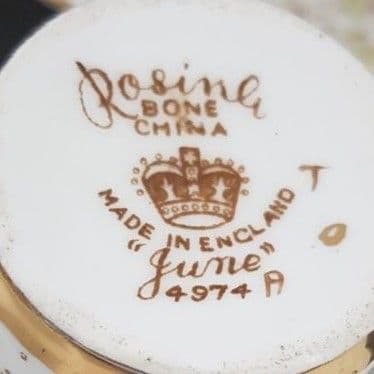 Rosina
BONE
CHINA
MADE IN ENGLAND
"June"
4974 A
T